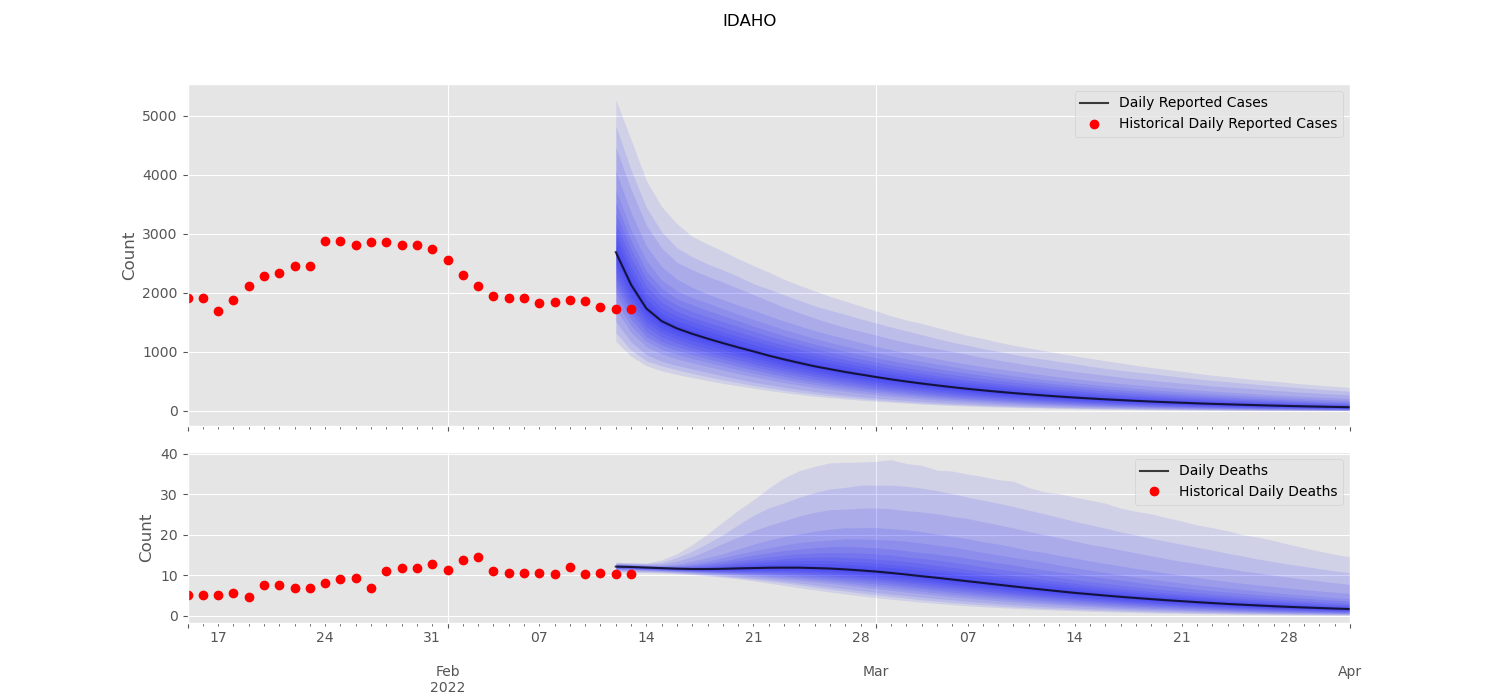 IDAHO
5000
4000
3000
2000
1000
0
Count
Daily Reported Cases
Historical Daily Reported Cases
40
30
20
10
0
Count
Daily Deaths
Historical Daily Deaths
17 24 31 07 14 21 28 07 14 21 28
Feb Mar Apr
2022